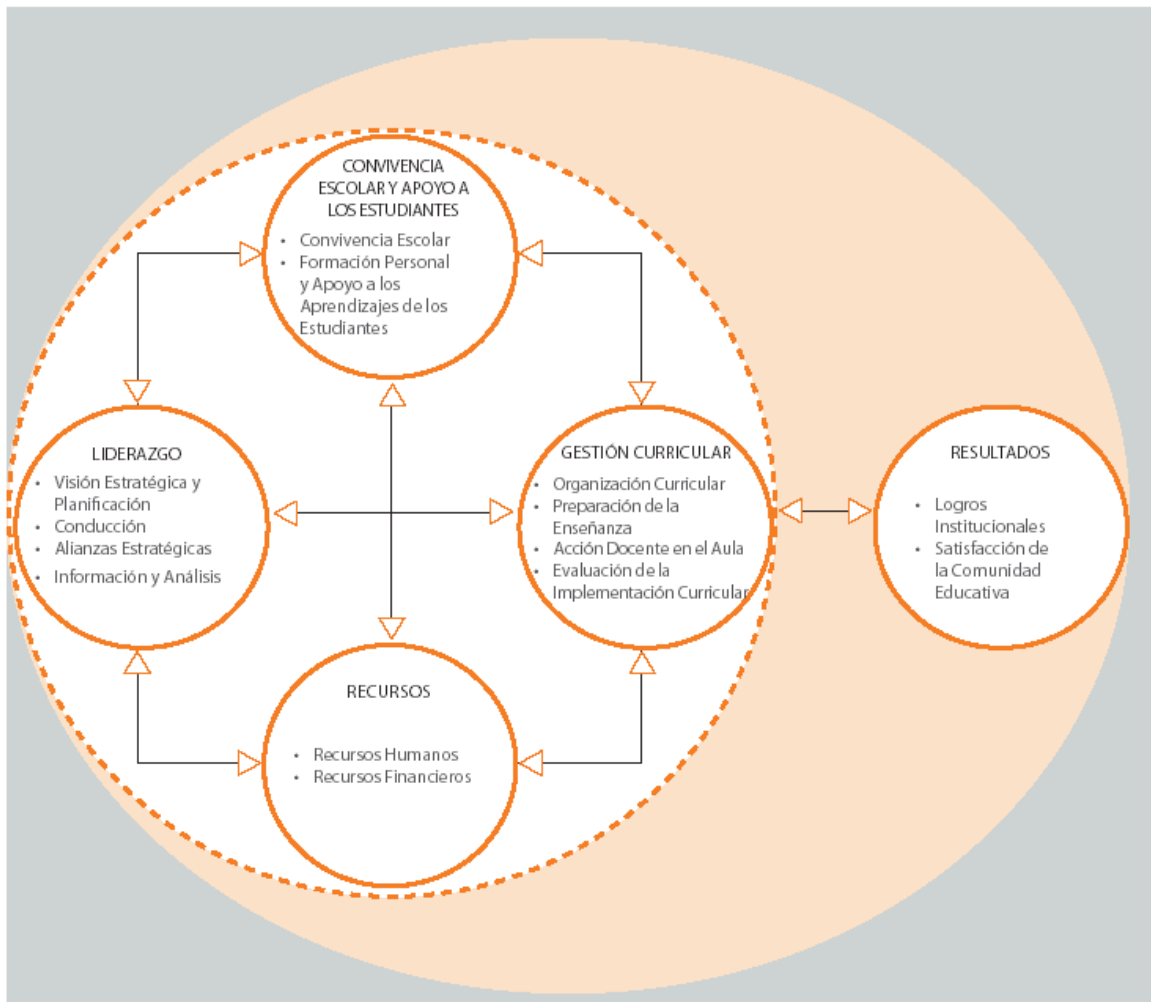 CONVIVENCIA
ESCOLAR Y APOYO A
LOS ESTUDIANTES
• Convivencia Escolar
• Formación Personal
y Apoyo a los
Aprendizajes de los
Estudiantes
LIDERAZGO
• Visión Estratégica y
Planificación
• Conducción
• Alianzas Estratégicas
• Información y Análisis
GESTIÓN CURRICULAR
• Organización Curricular
• Preparación de la
Enseñanza
• Acción Docente en el Aula
• Evaluación de la
Implementación Curricular
RESULTADOS
• Logros
Institucionales
• Satisfacción de
la Comunidad
Educativa
RECURSOS
• Recursos Humanos
• Recursos Financieros